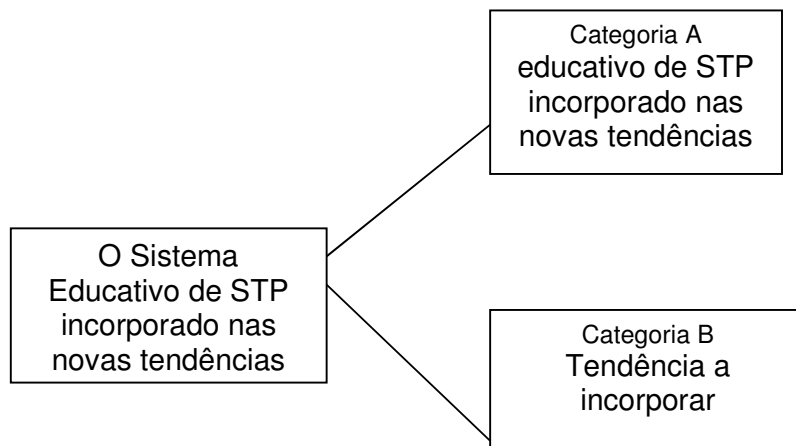 Categoria A
educativo de STP
incorporado nas
novas tendências
O Sistema
Educativo de STP
incorporado nas
novas tendências
Categoria B
Tendência a
incorporar